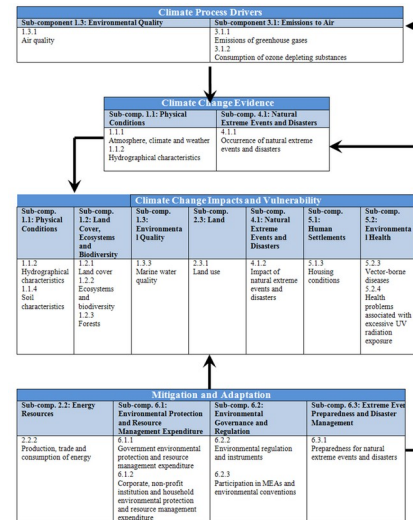 Climate Process Drivers
Sub-component 1.3: Environmental Quality
1.3.1
Air quality
Sub-component 3.1: Emissions to Air
3.1.1
Emissions of greenhouse gases
3.1.2
Consumption of ozone depleting substances
Climate Change Evidence
Sub-comp. 1.1: Physical
Conditions
1.1.1
Atmosphere, climate and weather
1.1.2
Hydrographical characteristics
Sub-comp. 4.1: Natural
Extreme Events and Disasters
4.1.1
Occurrence of natural extreme
events and disasters
Climate Change Impacts and Vulnerability
Sub-comp.
1.1: Physical
Conditions
1.1.2
Hydrographical
characteristics
1.1.4
Soil
characteristics
Sub-comp.
1.2: Land
Cover,
Ecosystems
and
Biodiversity
1.2.1
Land cover
1.2.2
Ecosystems
and
biodiversity
1.2.3
Forests
Sub-comp.
1.3:
Environmenta
l Quality
1.3.3
Marine water
quality
Sub-comp.
2.3: Land
2.3.1
Land use
Sub-comp.
4.1: Natural
Extreme
Events and
Disasters
4.1.2
Impact of
natural extreme
events and
disasters
Sub-comp.
5.1:
Human
Settlements
5.1.3
Housing
conditions
Sub-comp.
5.2:
Environmenta
l Health
5.2.3
Vector-borne
diseases
5.2.4
Health
problems
associated with
excessive UV
radiation
exposure
Mitigation and Adaptation
Sub-comp. 2.2: Energy
Resources
2.2.2
Production, trade and
consumption of energy
Sub-comp. 6.1:
Environmental Protection
and Resource
Management Expenditure
6.1.1
Government environmental
protection and resource
management expenditure
6.1.2
Corporate, non-profit
institution and household
environmental protection
and resource management
expenditure
Sub-comp. 6.2:
Environmental
Governance and
Regulation
6.2.2
Environmental regulation
and instruments
6.2.3
Participation in MEAs and
environmental conventions
Sub-comp. 6.3: Extreme Even
Preparedness and Disaster
Management
6.3.1
Preparedness for natural
extreme events and disasters